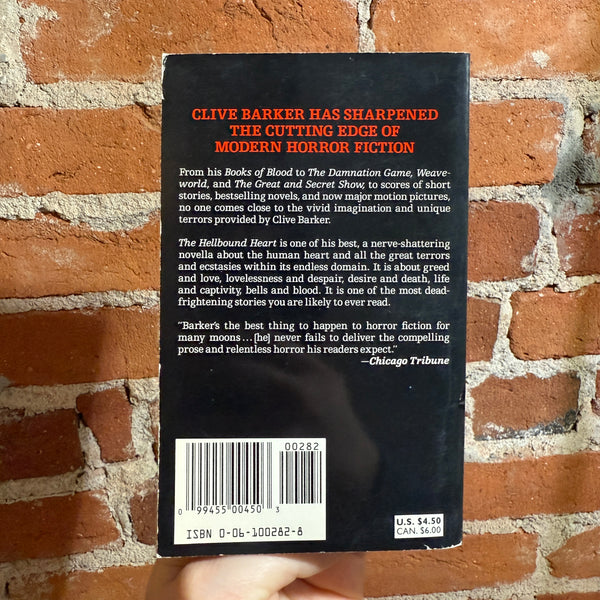 CLIVE BARKER HAS SHARPENED
THE CUTTING EDGE OF
MODERN HORROR FICTION
From his Books of Blood to The Damnation Game, Weave-
world, and The Great and Secret Show, to scores of short
stories, bestselling novels, and now major motion pictures,
no one comes close to the vivid imagination and unique
terrors provided by Clive Barker.
The Hellbound Heart is one of his best, a nerve-shattering
novella about the human heart and all the great terrors
and ecstasies within its endless domain. It is about greed
and love, lovelessness and despair, desire and death, life
and captivity, bells and blood. It is one of the most dead-
frightening stories you are likely to ever read.
"Barker's the best thing to happen to horror fiction for
many moons...[he] never fails to deliver the compelling
prose and relentless horror his readers expect."
—Chicago Tribune
00282
0 99455 00450 3
ISBN 0-06-100282-8
U.S. $4.50
CAN. $6.00